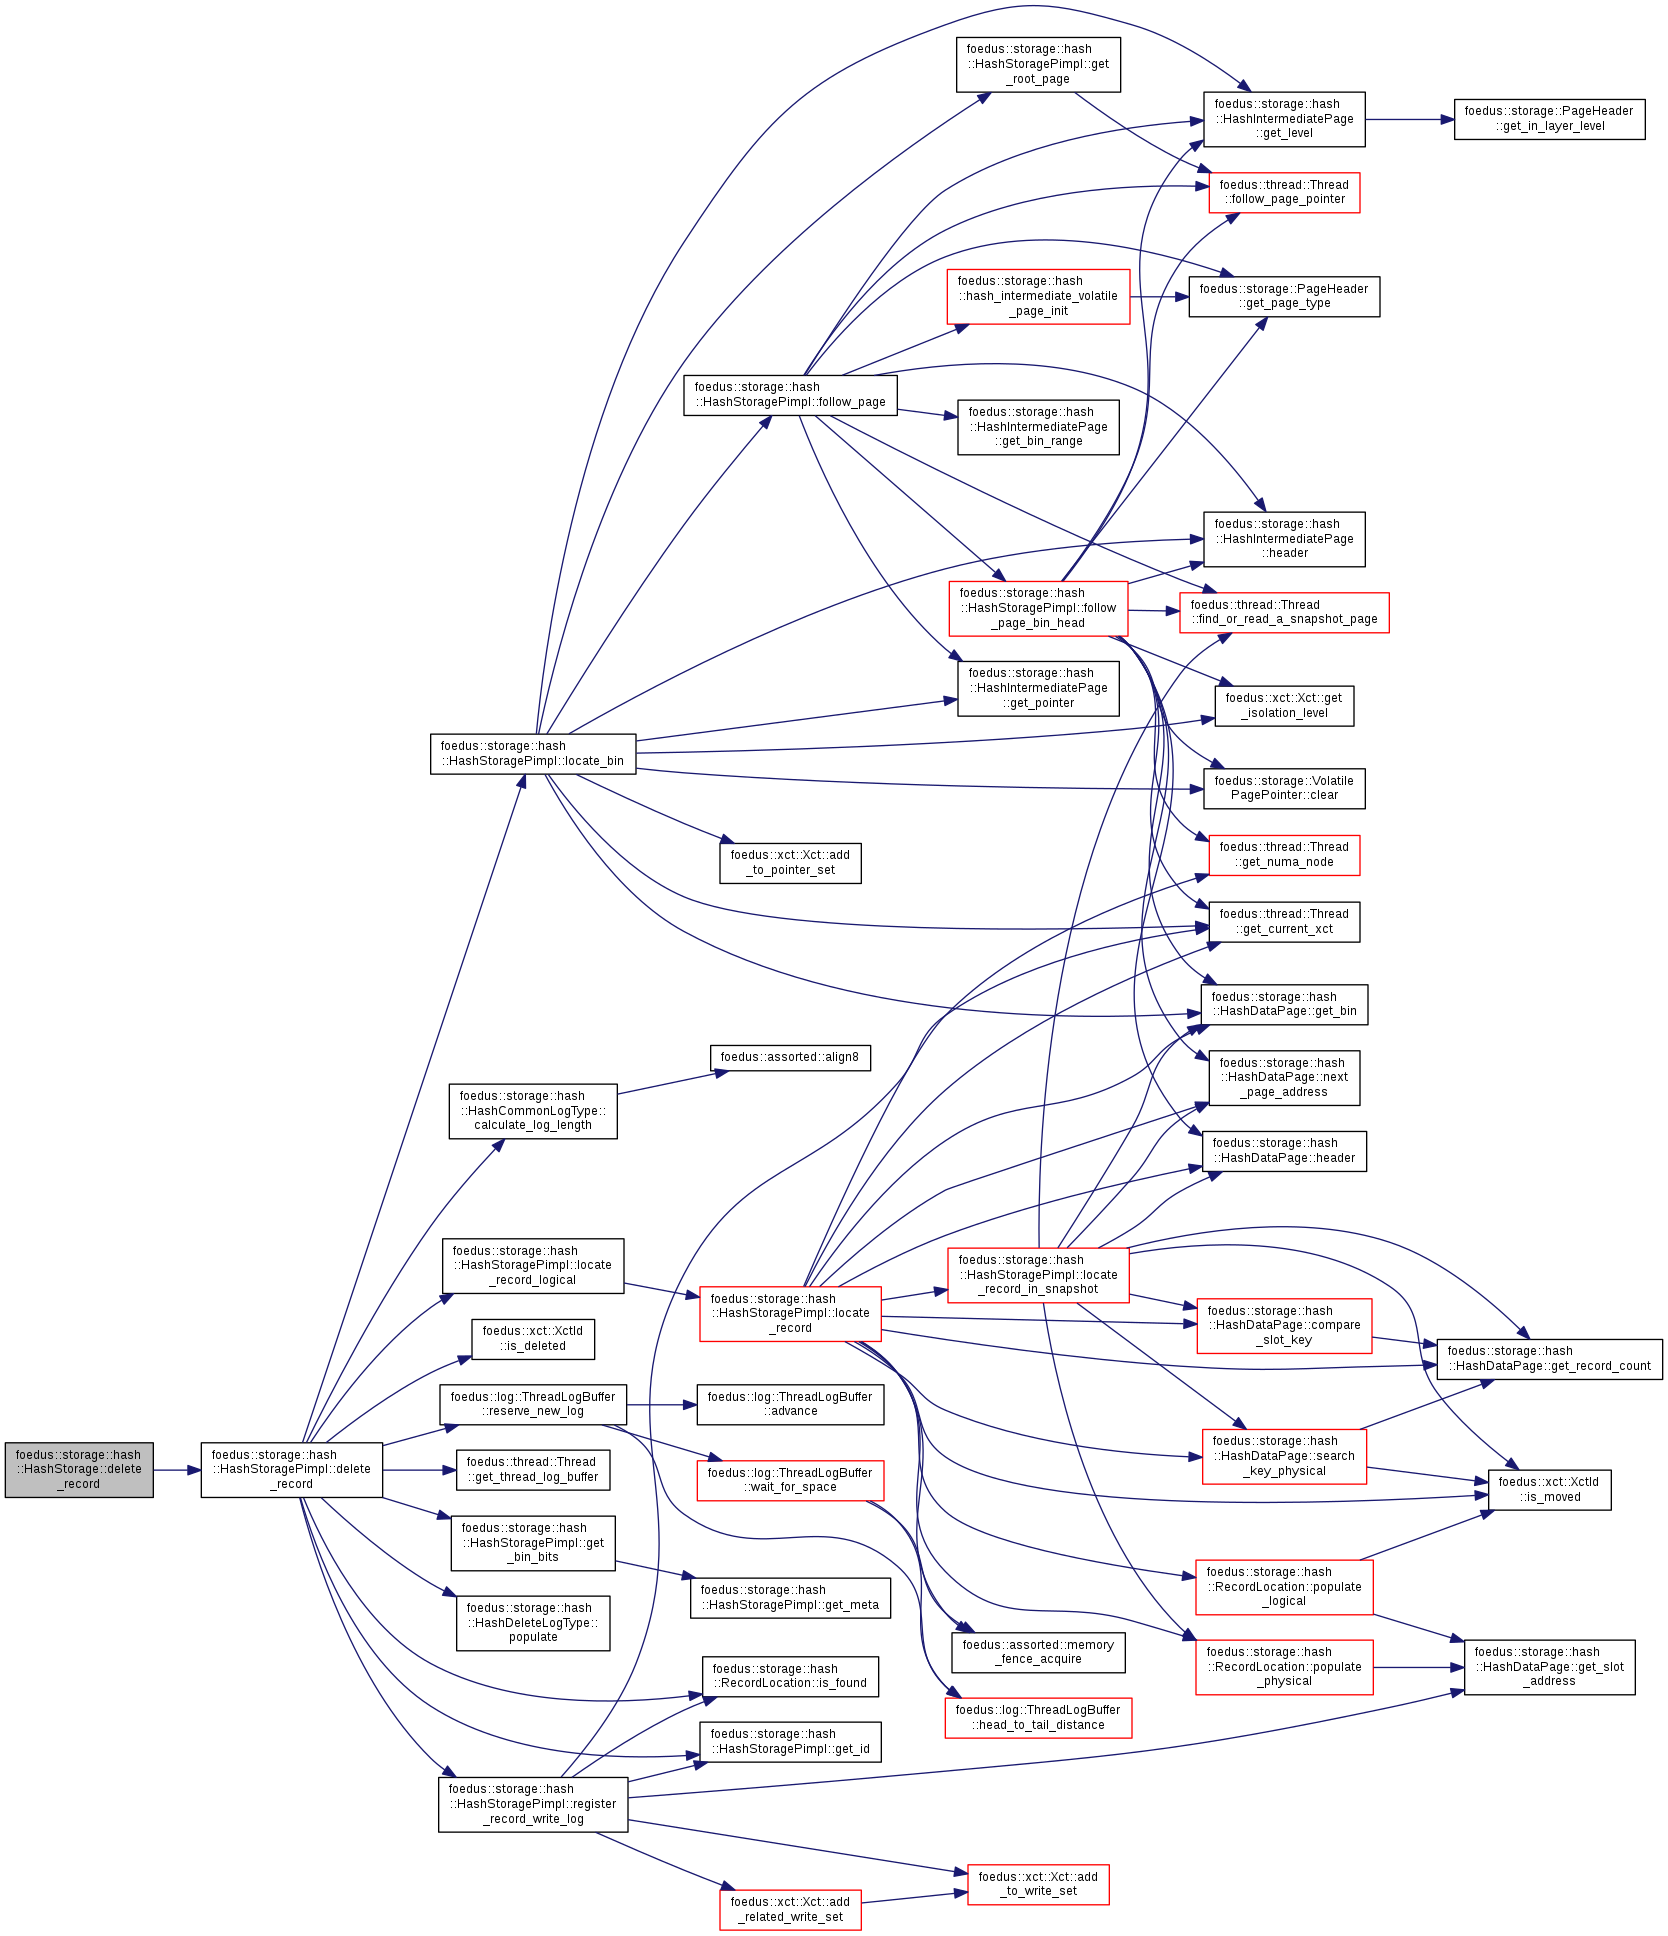 foedus::storage::hash
::HashStorage::delete
_record
foedus::storage::hash
::HashStoragePimpl::delete
_record
foedus::storage::hash
::HashStoragePimpl::locate_bin
foedus::storage::hash
::HashCommonLogType::
calculate_log_length
foedus::storage::hash
::HashStoragePimpl::locate
_record_logical
foedus::xct::XctId
::is_deleted
foedus::log::ThreadLogBuffer
::reserve_new_log
foedus::thread::Thread
::get_thread_log_buffer
foedus::storage::hash
::HashStoragePimpl::get
_bin_bits
foedus::storage::hash
::HashDeleteLogType::
populate
foedus::storage::hash
::HashStoragePimpl::register
_record_write_log
foedus::storage::hash
::HashStoragePimpl::follow_page
foedus::xct::Xct::add
_to_pointer_set
foedus::assorted::align8
foedus::storage::hash
::HashStoragePimpl::locate
_record
foedus::log::ThreadLogBuffer
::advance
foedus::log::ThreadLogBuffer
::wait_for_space
foedus::storage::hash
::HashStoragePimpl::get_meta
foedus::storage::hash
::RecordLocation::is_found
foedus::storage::hash
::HashStoragePimpl::get_id
foedus::xct::Xct::add
_related_write_set
foedus::storage::hash
::HashStoragePimpl::get
_root_page
foedus::storage::hash
::hash_intermediate_volatile
_page_init
foedus::storage::hash
::HashIntermediatePage
::get_bin_range
foedus::storage::hash
::HashStoragePimpl::follow
_page_bin_head
foedus::storage::hash
::HashIntermediatePage
::get_pointer
foedus::storage::hash
::HashStoragePimpl::locate
_record_in_snapshot
foedus::assorted::memory
_fence_acquire
foedus::log::ThreadLogBuffer
::head_to_tail_distance
foedus::xct::Xct::add
_to_write_set
foedus::storage::hash
::HashIntermediatePage
::get_level
foedus::thread::Thread
::follow_page_pointer
foedus::storage::PageHeader
::get_page_type
foedus::storage::hash
::HashIntermediatePage
::header
foedus::thread::Thread
::find_or_read_a_snapshot_page
foedus::xct::Xct::get
_isolation_level
foedus::storage::Volatile
PagePointer::clear
foedus::thread::Thread
::get_numa_node
foedus::thread::Thread
::get_current_xct
foedus::storage::hash
::HashDataPage::get_bin
foedus::storage::hash
::HashDataPage::next
_page_address
foedus::storage::hash
::HashDataPage::header
foedus::storage::hash
::HashDataPage::compare
_slot_key
foedus::storage::hash
::HashDataPage::search
_key_physical
foedus::storage::hash
::RecordLocation::populate
_logical
foedus::storage::hash
::RecordLocation::populate
_physical
foedus::storage::PageHeader
::get_in_layer_level
foedus::storage::hash
::HashDataPage::get_record_count
foedus::xct::XctId
::is_moved
foedus::storage::hash
::HashDataPage::get_slot
_address